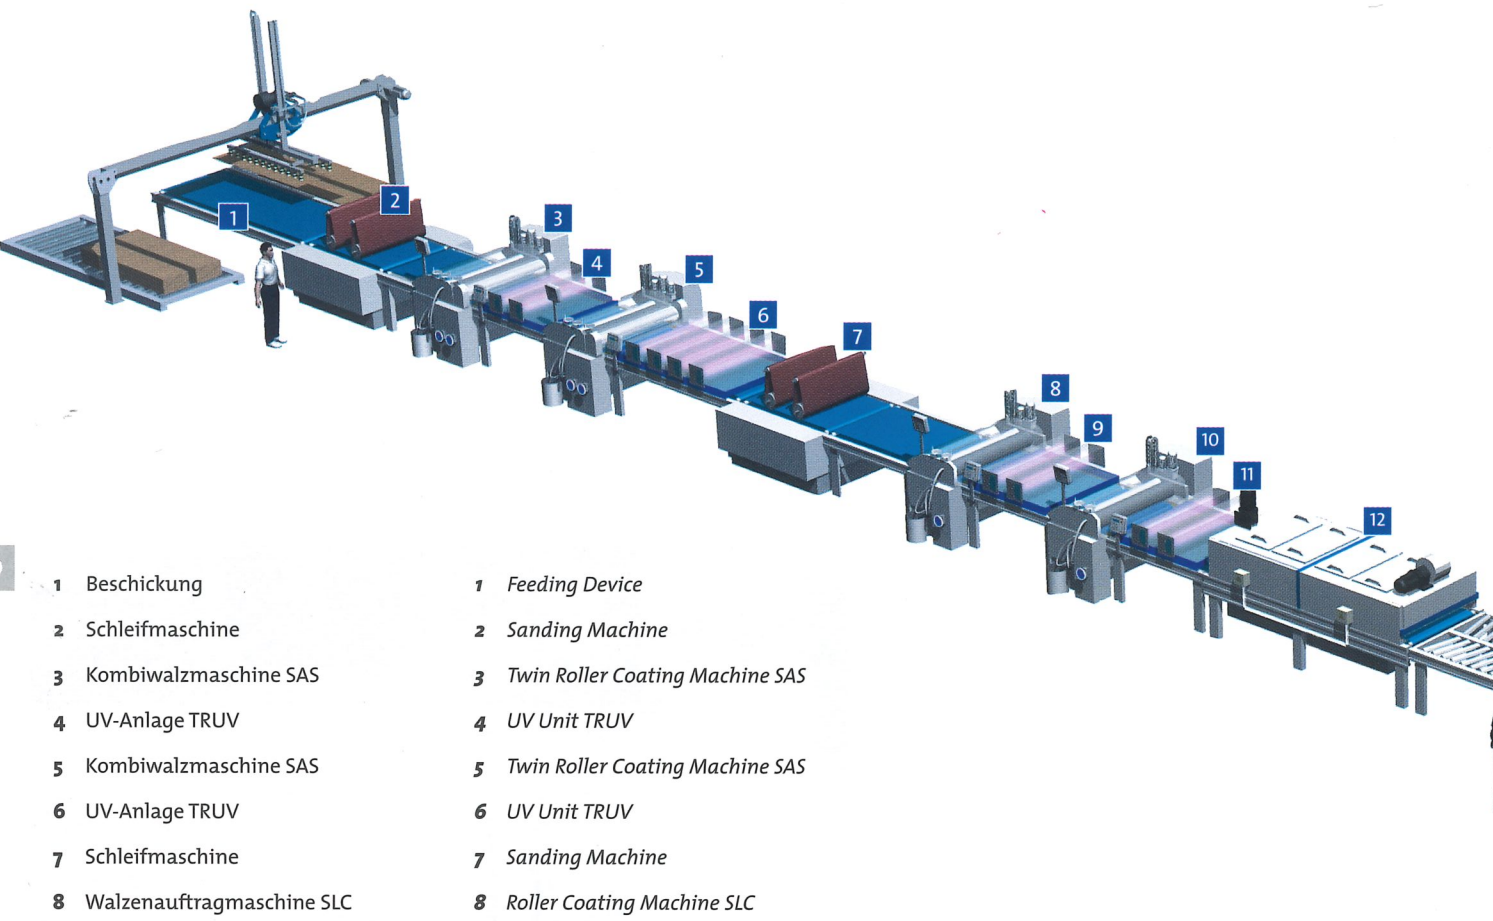 1
2
3
4
5
6
7
8
9
10
11
12
1 Beschickung
2 Schleifmaschine
3 Kombiwalzmaschine SAS
4 UV-Anlage TRUV
5 Kombiwalzmaschine SAS
6 UV-Anlage TRUV
7 Schleifmaschine
8 Walzenauftragmaschine SLC
1 Feeding Device
2 Sanding Machine
3 Twin Roller Coating Machine SAS
4 UV Unit TRUV
5 Twin Roller Coating Machine SAS
6 UV Unit TRUV
7 Sanding Machine
8 Roller Coating Machine SLC